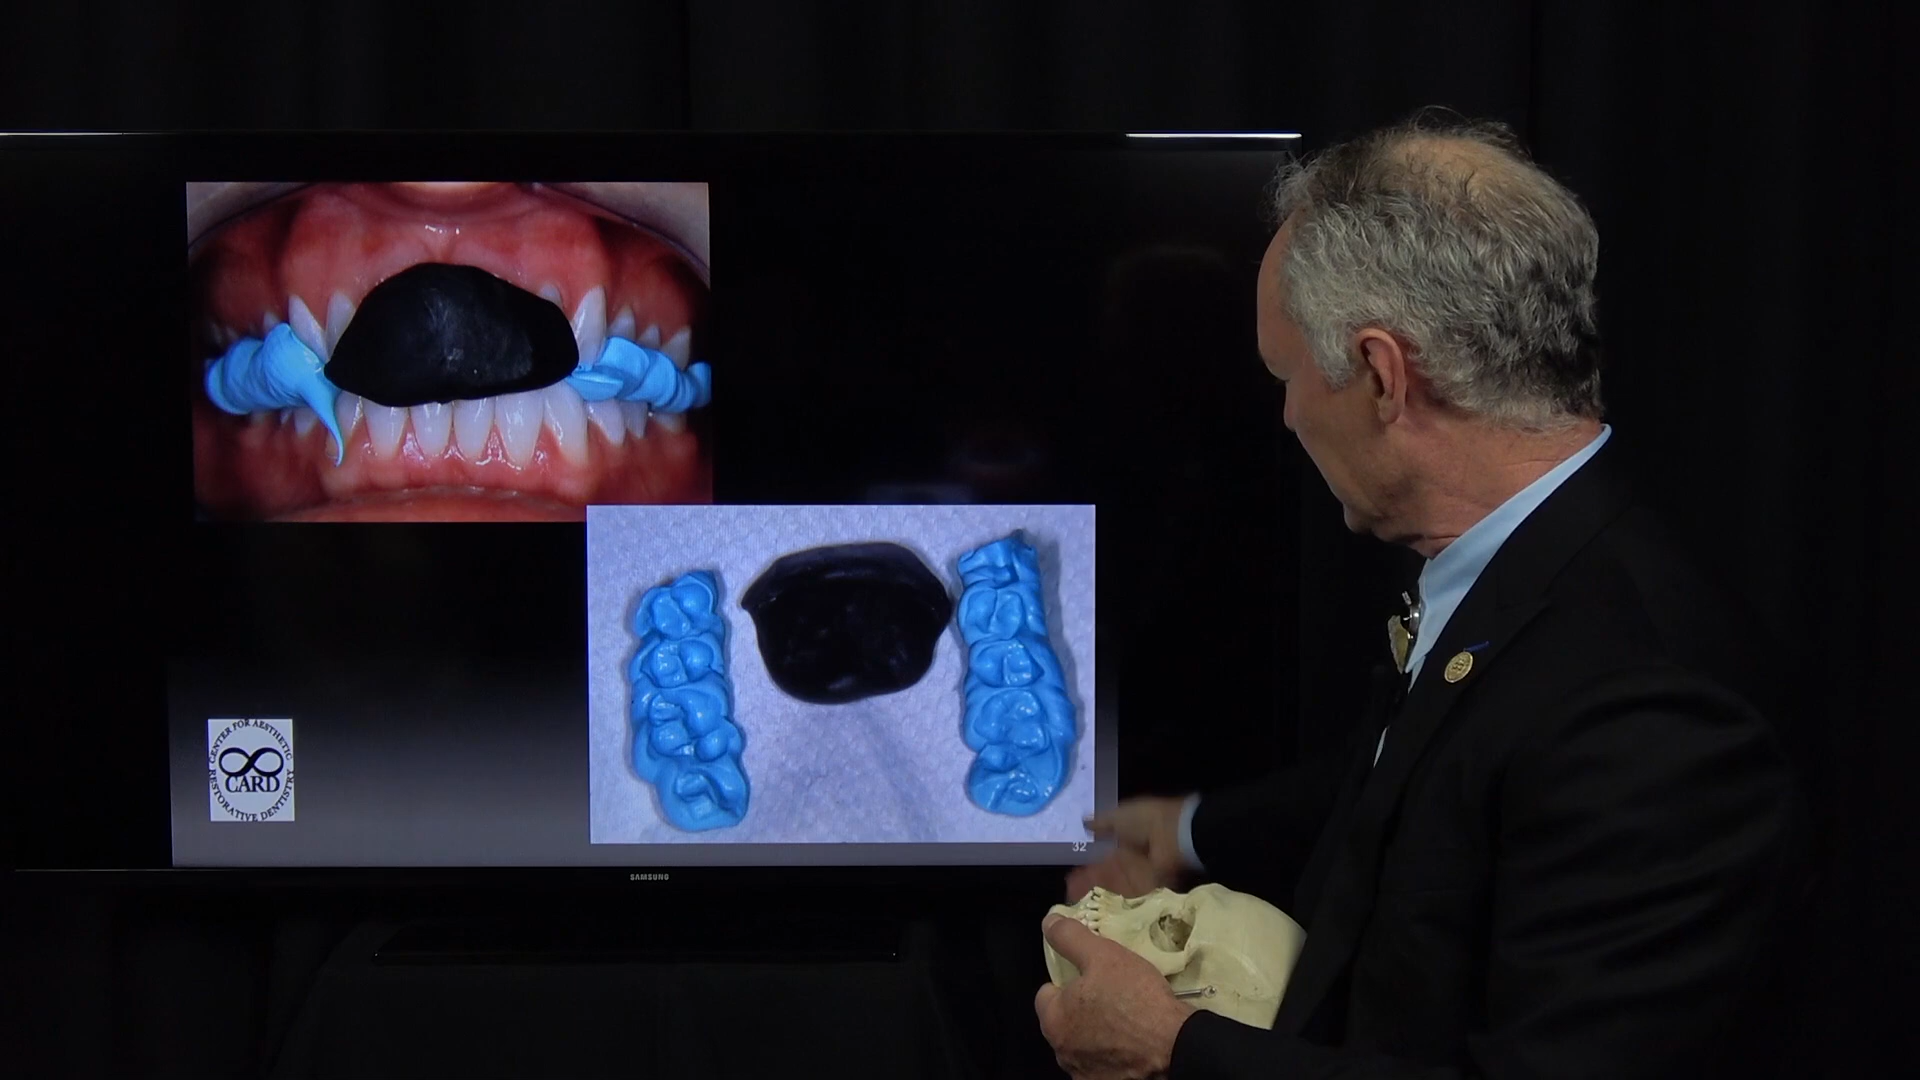 CENTER FOR AESTHETIC
CARD
RESTORATIVE DENTISTRY
32
SAMSUNG